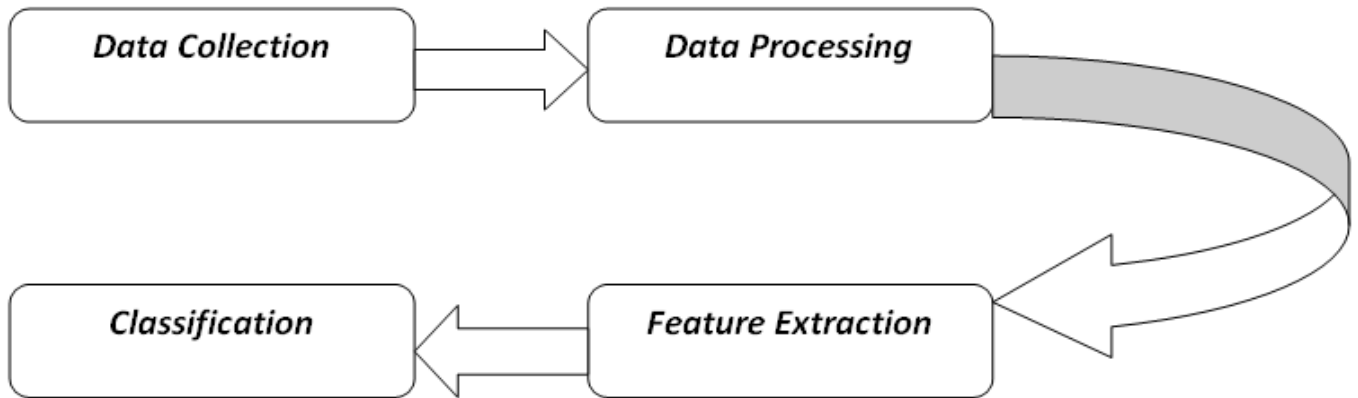 Data Collection
Data Processing
Feature Extraction
Classification